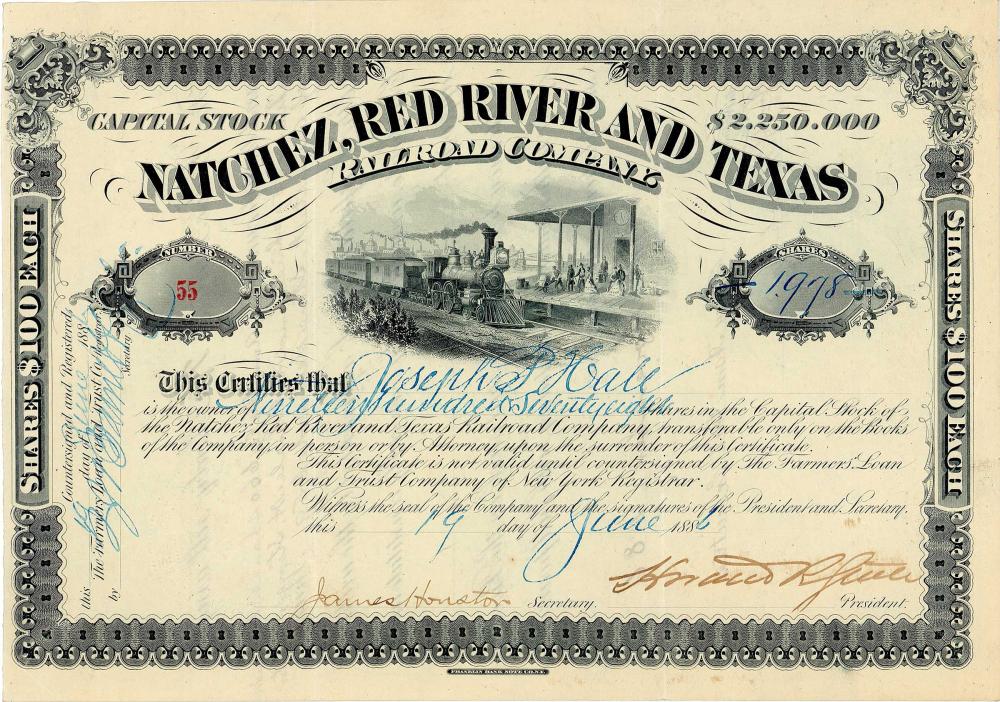 CAPITAL STOCK
$2.250.000
NATCHEZ, RED RIVER AND TEXAS
RAILROAD COMPANY.
SHARES $100 EACH
SHARES $100 EACH
NUMBER
55
SHARES
1978
This Certifies that Joseph P Hale
is the owner of Nineteen Hundred & Seventy eight Shares in the Capital Stock of
the Natchez, Red River and Texas Railroad Company, transferable only on the Books
of the Company, in person or by Attorney, upon the surrender of this Certificate.
This Certificate is not valid until countersigned by The Farmers' Loan
and Trust Company of New York Registrar.
Witness the seal of the Company and the signatures of the President and Secretary.
this 19 day of June 1886
James Houston Secretary.
President.
Countersigned and Registered,
this 19 day of June 188
The Farmers Loan and Trust Company
by Secretary
FRANKLIN BANK NOTE CO. N.Y.